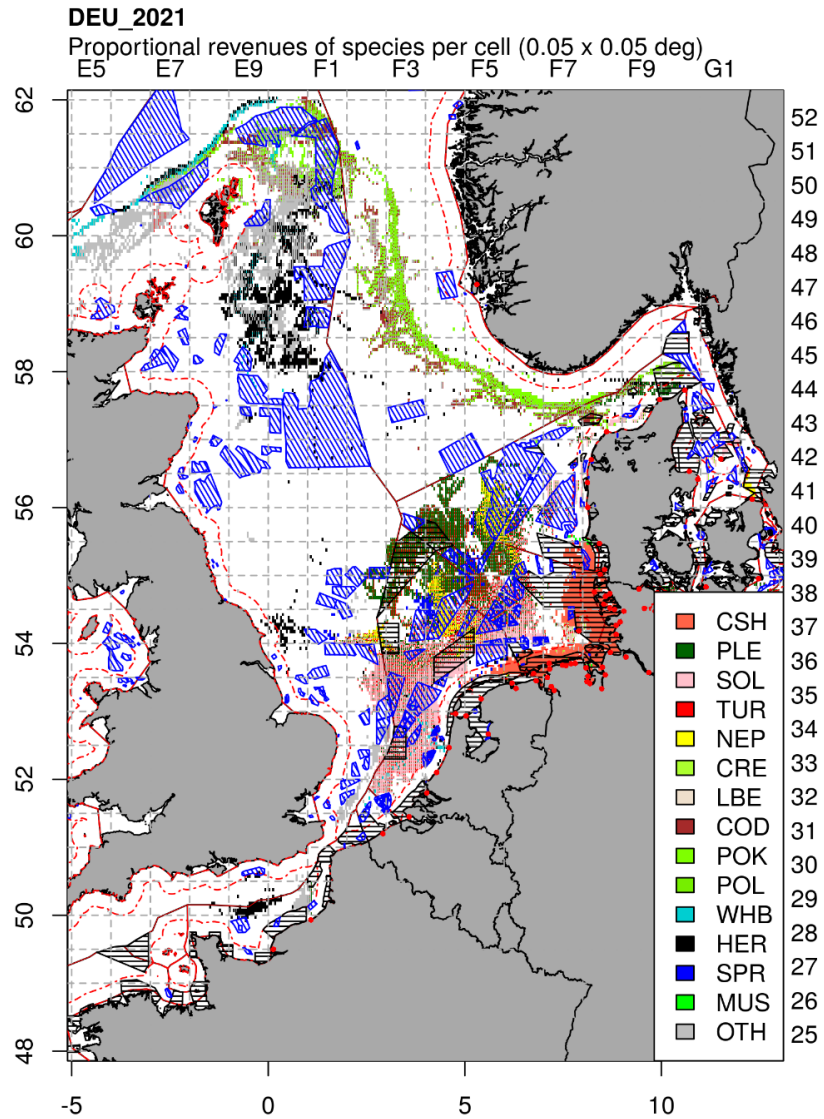 DEU_2021
Proportional revenues of species per cell (0.05 x 0.05 deg)
E5 E7 E9 F1 F3 F5 F7 F9 G1
62
60
58
56
54
52
50
48
52
51
50
49
48
47
46
45
44
43
42
41
40
39
38
37
36
35
34
33
32
31
30
29
28
27
26
25
CSH
PLE
SOL
TUR
NEP
CRE
LBE
COD
POK
POL
WHB
HER
SPR
MUS
OTH
-5 0 5 10